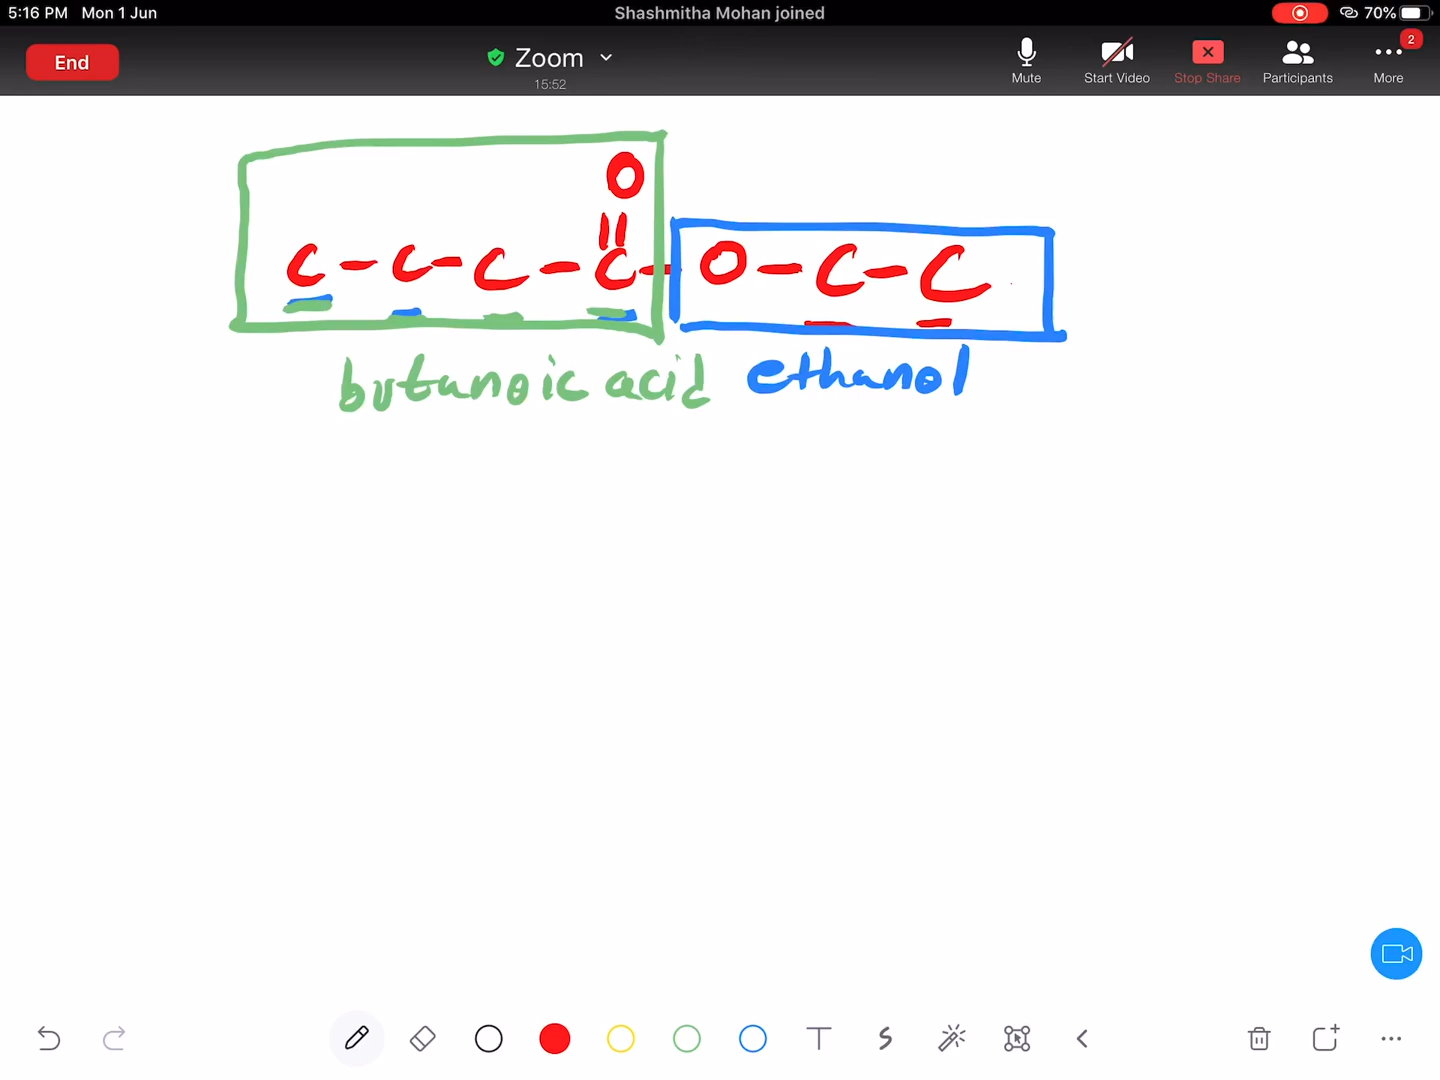 5:16 PM Mon 1 Jun
Shashmitha Mohan joined
70%
End
Zoom
15:52
Mute
Start Video
Stop Share
Participants
More
2
O
C - C - C - C - O - C - C
butanoic acid
ethanol
T